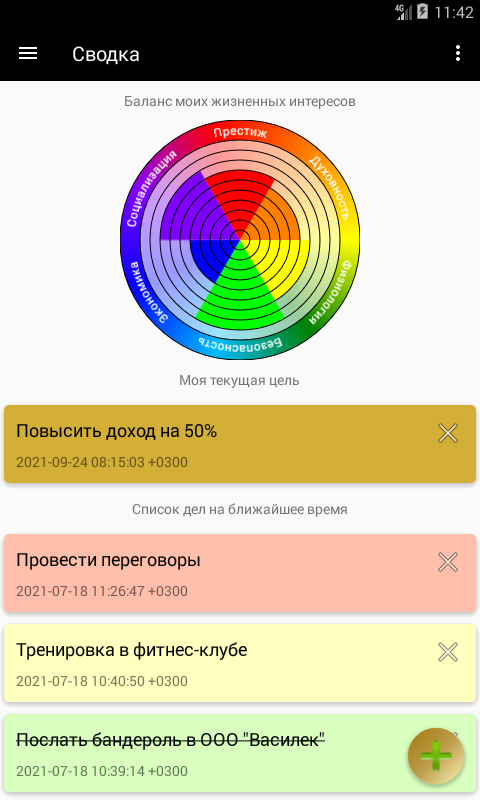 4G 11:42
Сводка
Баланс моих жизненных интересов
Престиж
Духовность
Физиология
Безопасность
Экономика
Социализация
Моя текущая цель
Повысить доход на 50%
2021-09-24 08:15:03 +0300
Список дел на ближайшее время
Провести переговоры
2021-07-18 11:26:47 +0300
Тренировка в фитнес-клубе
2021-07-18 10:40:50 +0300
Послать бандероль в ООО "Василек"
2021-07-18 10:39:14 +0300